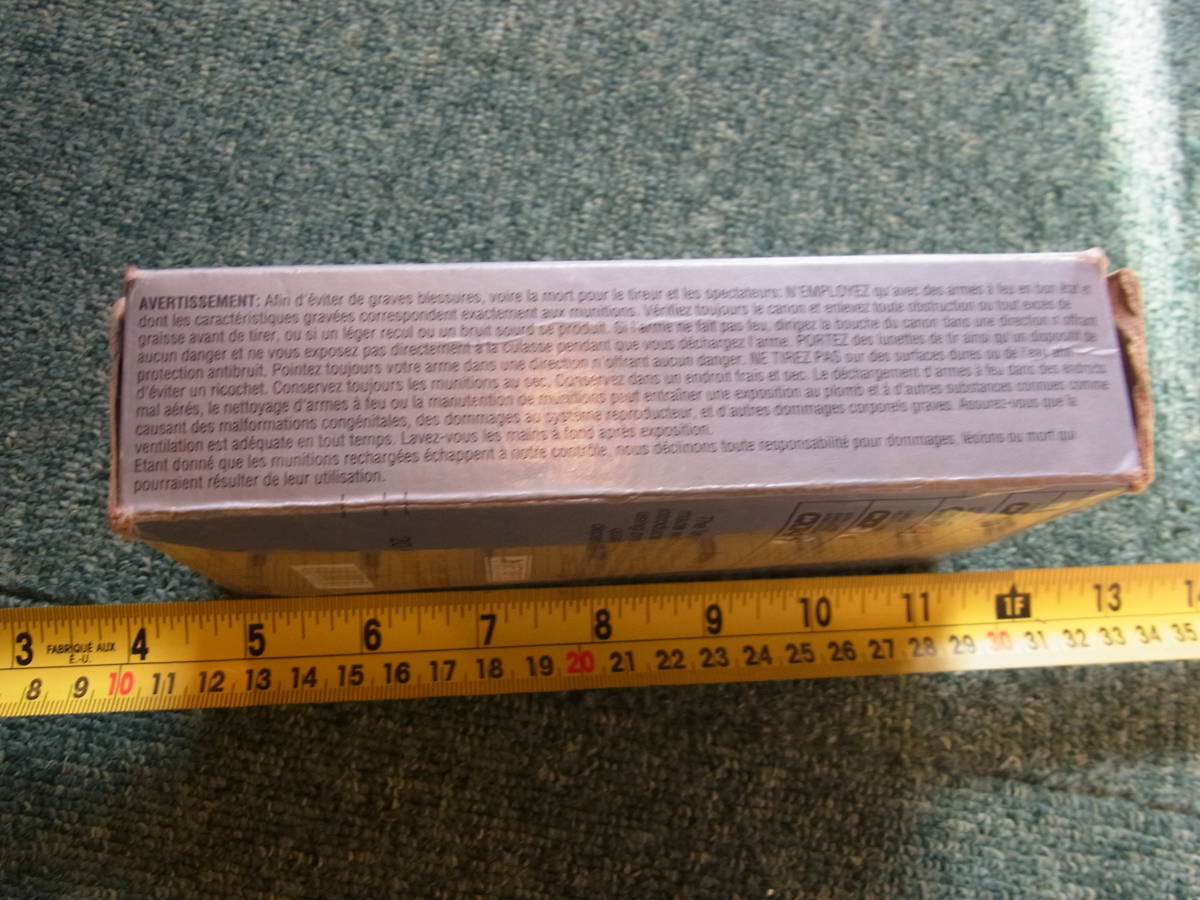 AVERTISSEMENT: Afin d'éviter de graves blessures, voire la mort pour le tireur et les spectateurs: N'EMPLOYEZ qu'avec des armes à feu en bon état et
dont les caractéristiques gravées correspondent exactement aux munitions. Vérifiez toujours le canon et enlevez toute obstruction ou tout excès de
graisse avant de tirer, ou si un léger recul ou un bruit sourd se produit. Si l'arme ne fait pas feu, dirigez la bouche du canon dans une direction n'offrant
aucun danger et ne vous exposez pas directement à la culasse pendant que vous déchargez l'arme. PORTEZ des lunettes de tir ainsi qu'un dispositif de
protection antibruit. Pointez toujours votre arme dans une direction n'offrant aucun danger. NE TIREZ PAS sur des surfaces dures ou de l'eau
d'éviter un ricochet. Conservez toujours les munitions au sec. Conservez dans un endroit frais et sec. Le déchargement d'armes à feu dans des endroits
mal aérés, le nettoyage d'armes à feu ou la manutention de munitions peut entraîner une exposition au plomb et à d'autres substances connues comme
causant des malformations congénitales, des dommages au système reproducteur, et d'autres dommages corporels graves. Assurez-vous que la
ventilation est adéquate en tout temps. Lavez-vous les mains à fond après exposition.
Etant donné que les munitions rechargées échappent à notre contrôle, nous déclinons toute responsabilité pour dommages, lésions ou mort qui
pourraient résulter de leur utilisation.
20
3 FABRIQUÉ AUX É.-U. 4 5 6 7 8 9 10 11 1F 13 14
8 9 10 11 12 13 14 15 16 17 18 19 20 21 22 23 24 25 26 27 28 29 30 31 32 33 34 35